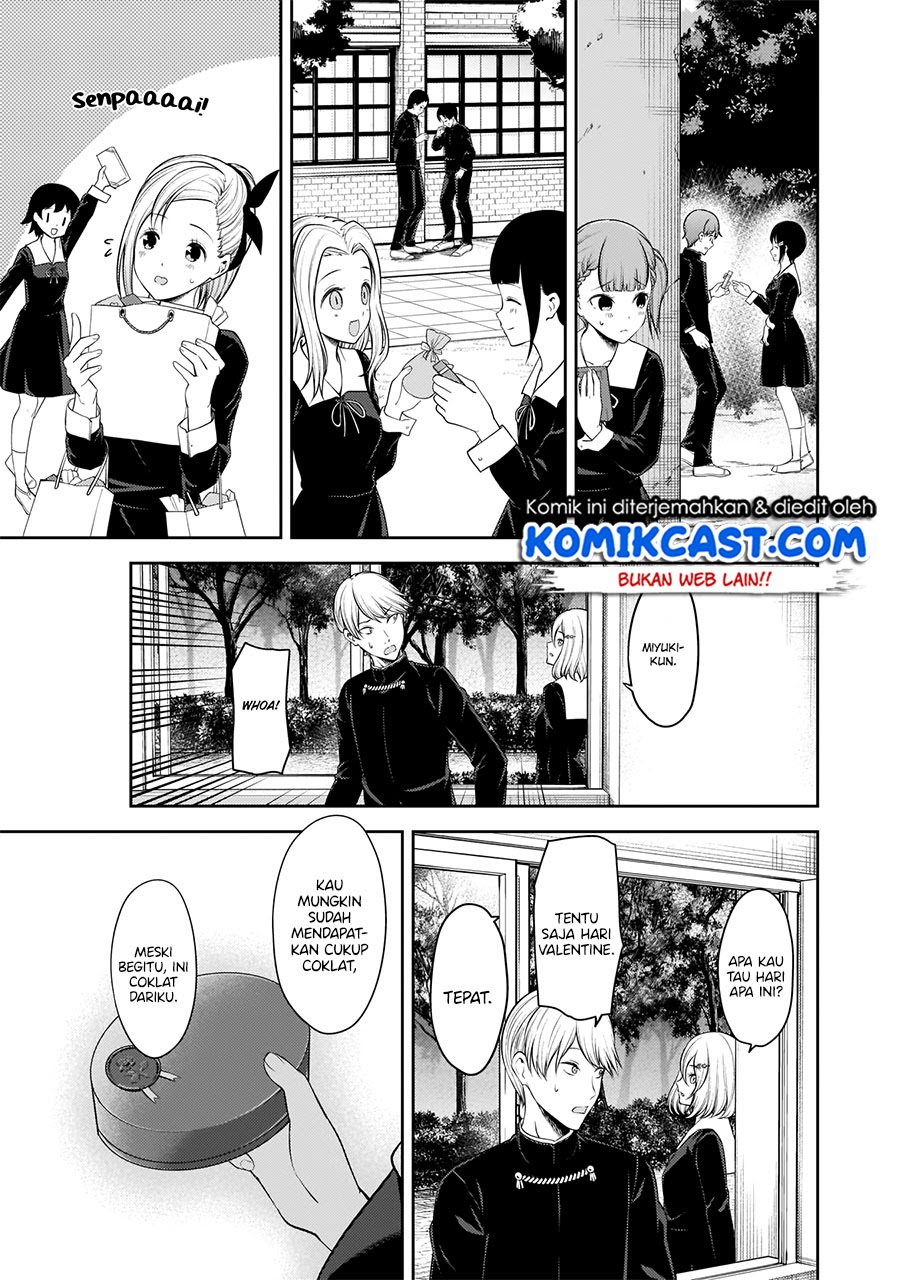 Senpaaaai!
Komik ini diterjemahkan & diedit oleh
KOMIKCAST.COM
BUKAN WEB LAIN!!
MIYUKI-
KUN.
WHOA!
APA KAU
TAU HARI
APA INI?
TENTU
SAJA HARI
VALENTINE.
TEPAT.
KAU
MUNGKIN
SUDAH
MENDAPAT-
KAN CUKUP
COKLAT,
MESKI
BEGITU, INI
COKLAT
DARIKU.